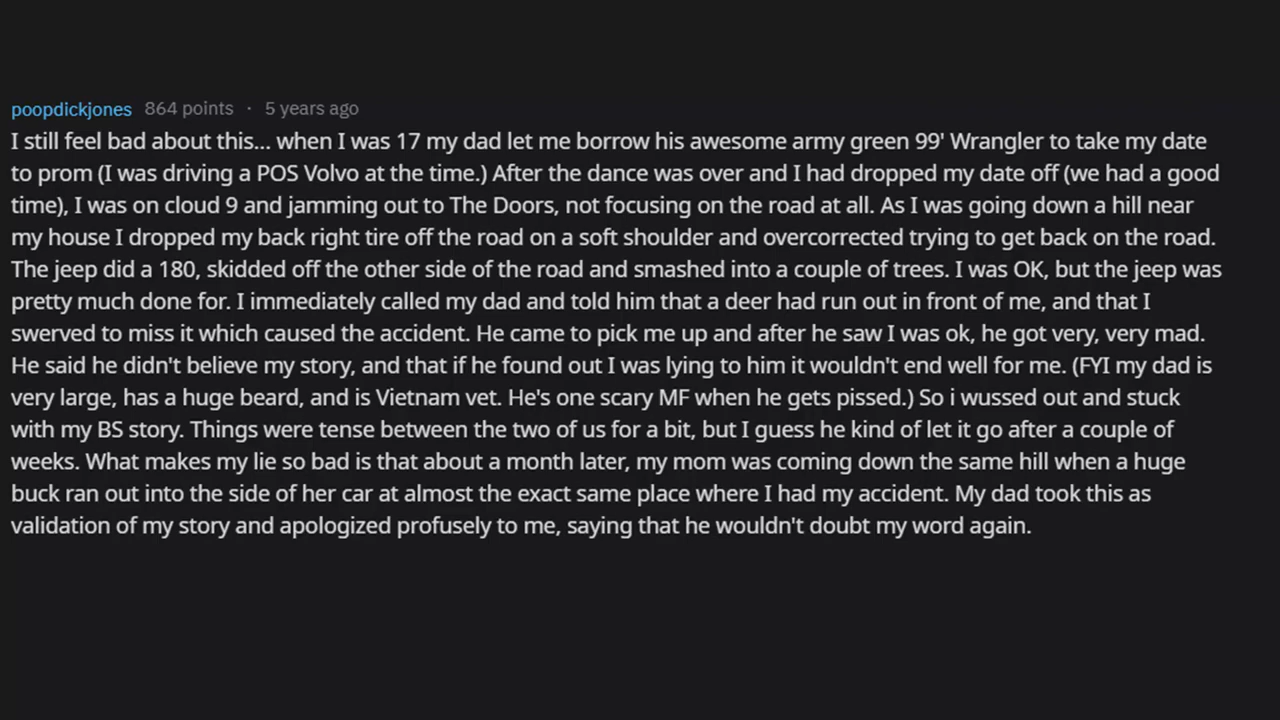 poopdickjones 864 points · 5 years ago
I still feel bad about this... when I was 17 my dad let me borrow his awesome army green 99' Wrangler to take my date
to prom (I was driving a POS Volvo at the time.) After the dance was over and I had dropped my date off (we had a good
time), I was on cloud 9 and jamming out to The Doors, not focusing on the road at all. As I was going down a hill near
my house I dropped my back right tire off the road on a soft shoulder and overcorrected trying to get back on the road.
The jeep did a 180, skidded off the other side of the road and smashed into a couple of trees. I was OK, but the jeep was
pretty much done for. I immediately called my dad and told him that a deer had run out in front of me, and that I
swerved to miss it which caused the accident. He came to pick me up and after he saw I was ok, he got very, very mad.
He said he didn't believe my story, and that if he found out I was lying to him it wouldn't end well for me. (FYI my dad is
very large, has a huge beard, and is Vietnam vet. He's one scary MF when he gets pissed.) So i wussed out and stuck
with my BS story. Things were tense between the two of us for a bit, but I guess he kind of let it go after a couple of
weeks. What makes my lie so bad is that about a month later, my mom was coming down the same hill when a huge
buck ran out into the side of her car at almost the exact same place where I had my accident. My dad took this as
validation of my story and apologized profusely to me, saying that he wouldn't doubt my word again.